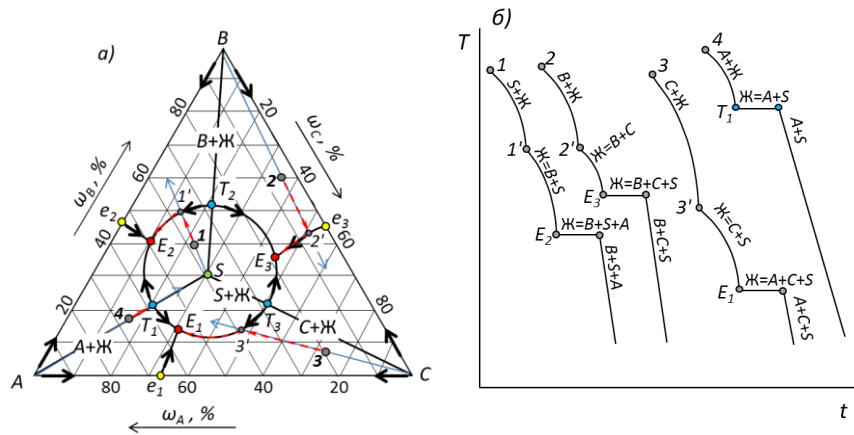 а)
B
80
20
ω_B, %
ω_C, %
60
40
В+Ж
2
e₂
40
1'
T₂
e₃
60
E₂
1
2'
E₃
S
20
4
S+Ж
80
T₁
E₁
T₃
А+Ж
3'
С+Ж
3
A
80
e₁
60
40
20
C
ω_A, %
б)
T
1
2
3
4
S+Ж
В+Ж
С+Ж
А+Ж
Ж=A+S
T₁
A+S
1'
Ж=B+S
2'
Ж=B+C
E₃
Ж=B+C+S
B+C+S
3'
Ж=C+S
E₂
Ж=B+S+A
B+S+A
E₁
Ж=A+C+S
A+C+S
t